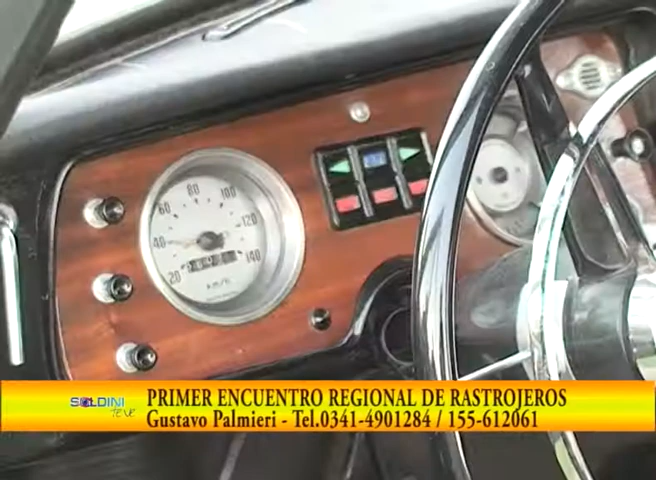 60
80
100
120
140
40
20
km/h
SOLDINI
PRIMER ENCUENTRO REGIONAL DE RASTROJEROS
Gustavo Palmieri - Tel.0341-4901284 / 155-612061